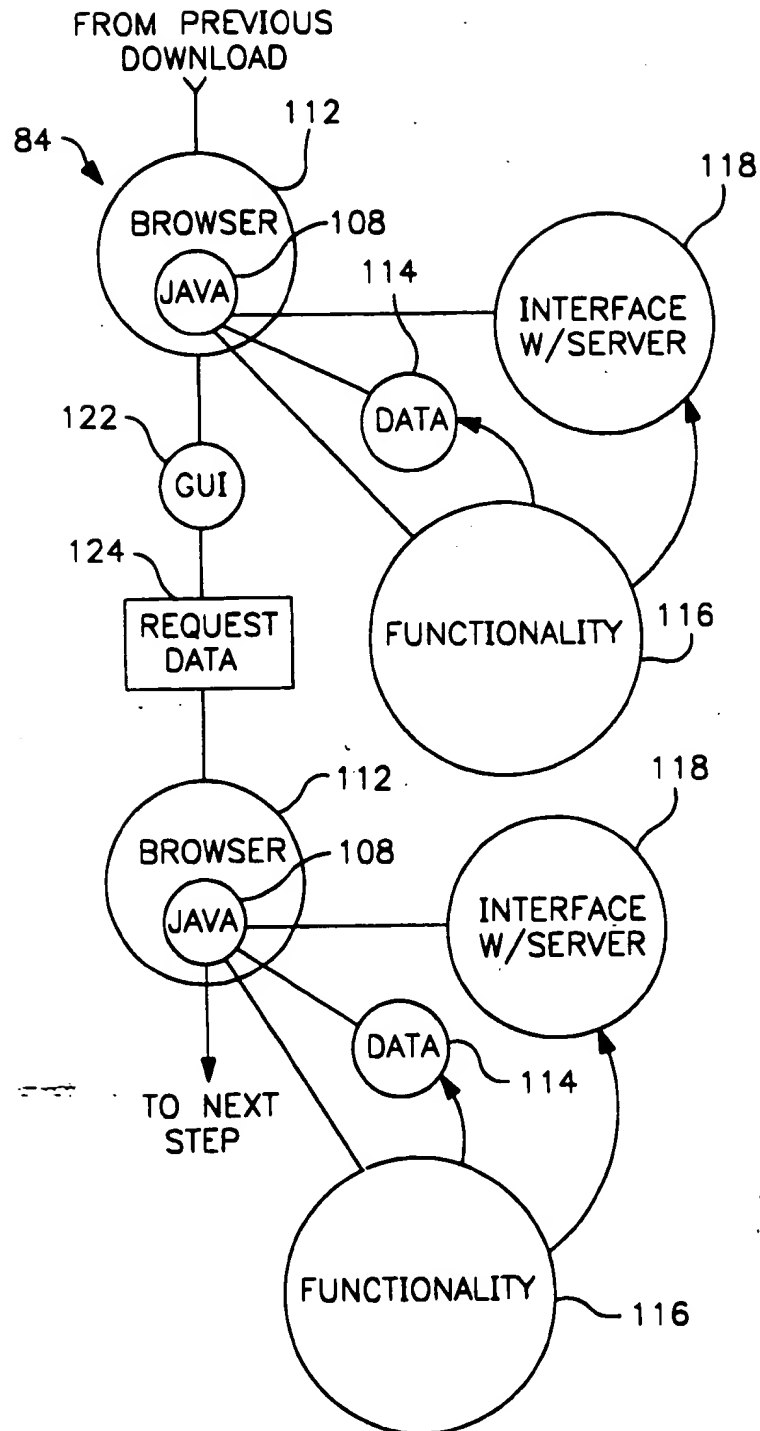 FROM PREVIOUS
DOWNLOAD
84
112
118
BROWSER
108
JAVA
114
INTERFACE
W/SERVER
DATA
122
GUI
124
REQUEST
DATA
FUNCTIONALITY
116
112
118
BROWSER
108
JAVA
INTERFACE
W/SERVER
DATA
114
TO NEXT
STEP
FUNCTIONALITY
116